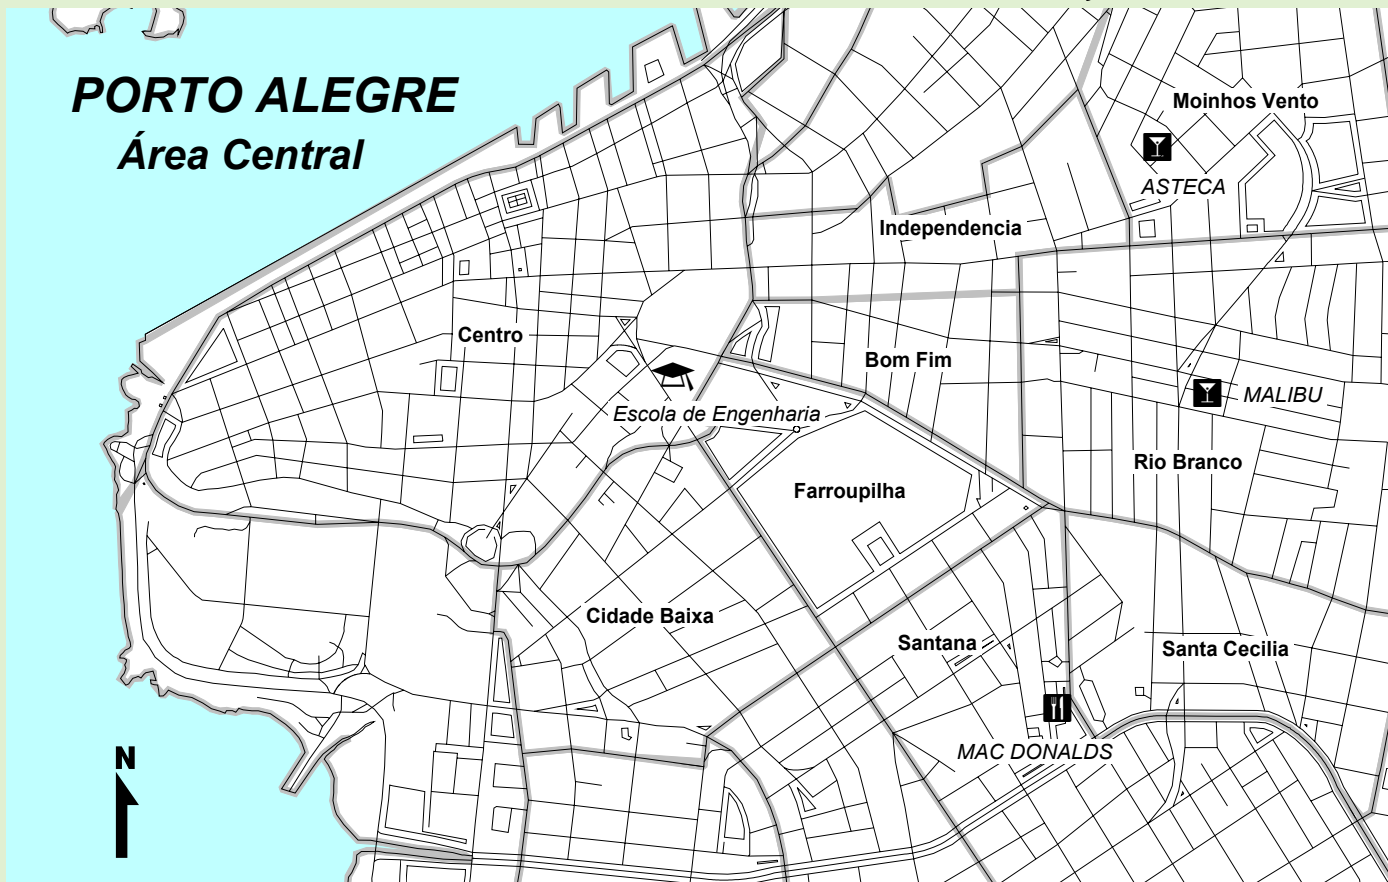 PORTO ALEGRE
Área Central
Moinhos Vento
ASTECA
Independencia
Centro
Bom Fim
MALIBU
Escola de Engenharia
Rio Branco
Farroupilha
Cidade Baixa
Santana
Santa Cecilia
MAC DONALDS
N